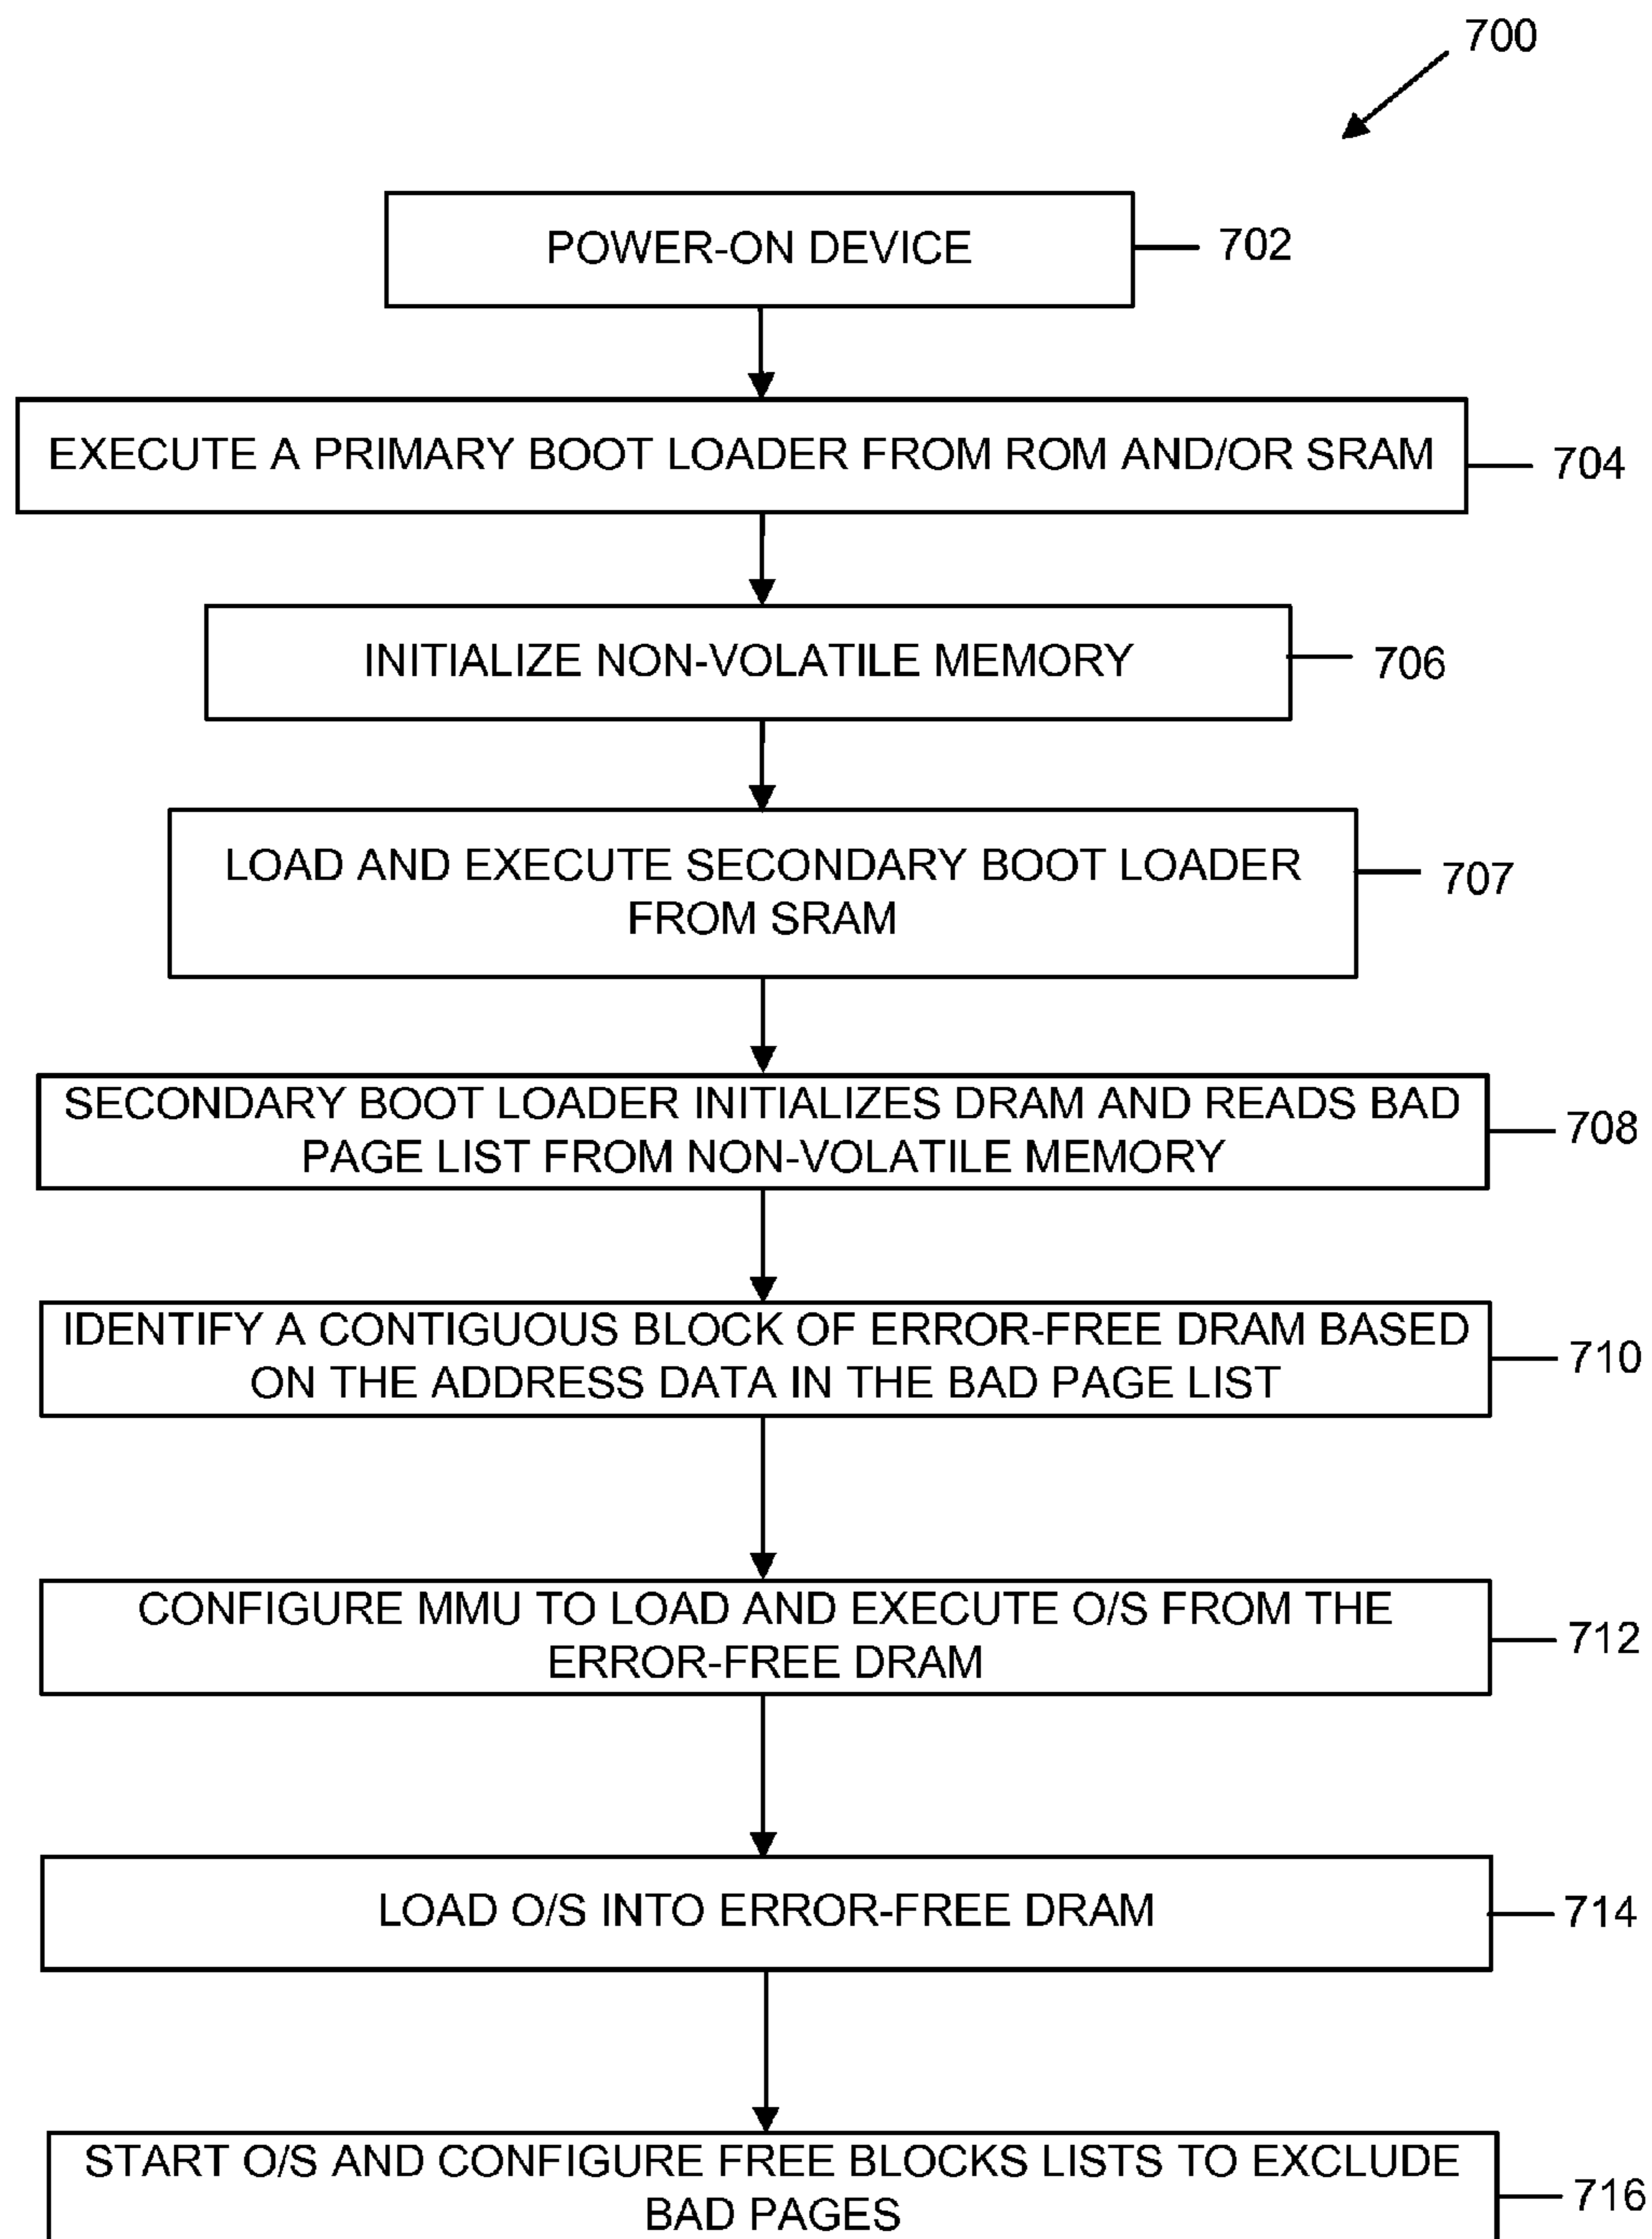 700
POWER-ON DEVICE
702
EXECUTE A PRIMARY BOOT LOADER FROM ROM AND/OR SRAM
704
INITIALIZE NON-VOLATILE MEMORY
706
LOAD AND EXECUTE SECONDARY BOOT LOADER
FROM SRAM
707
SECONDARY BOOT LOADER INITIALIZES DRAM AND READS BAD
PAGE LIST FROM NON-VOLATILE MEMORY
708
IDENTIFY A CONTIGUOUS BLOCK OF ERROR-FREE DRAM BASED
ON THE ADDRESS DATA IN THE BAD PAGE LIST
710
CONFIGURE MMU TO LOAD AND EXECUTE O/S FROM THE
ERROR-FREE DRAM
712
LOAD O/S INTO ERROR-FREE DRAM
714
START O/S AND CONFIGURE FREE BLOCKS LISTS TO EXCLUDE
BAD PAGES
716